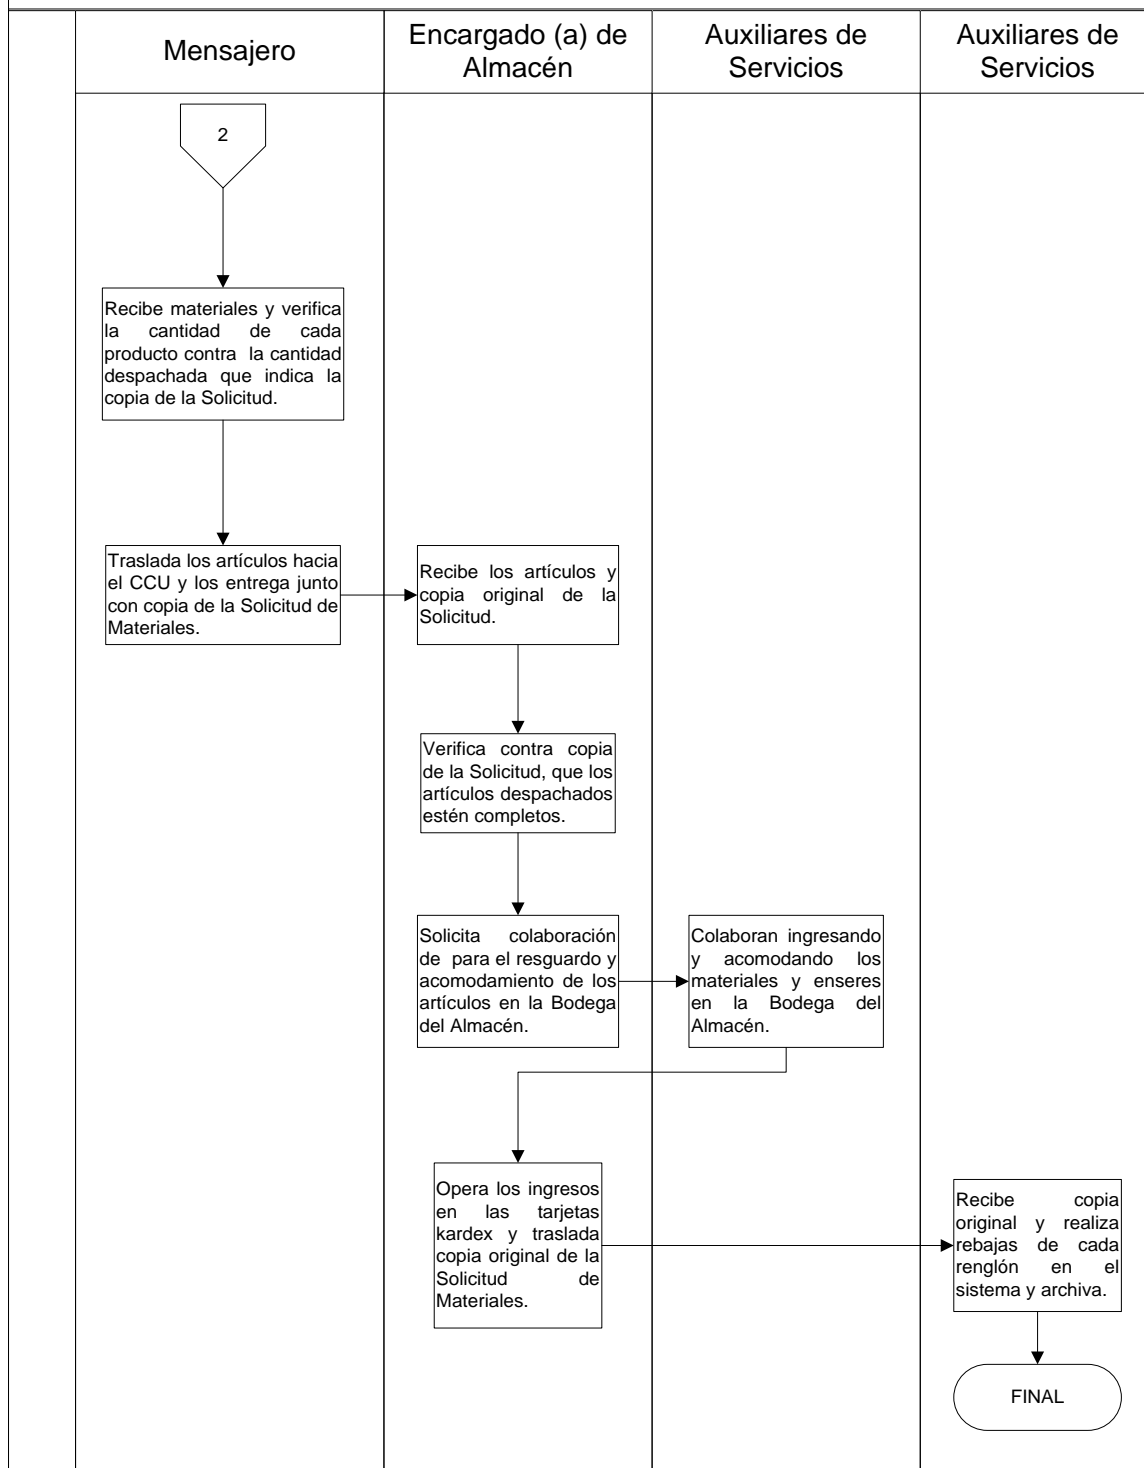 Mensajero
Encargado (a) de
Almacén
Auxiliares de
Servicios
Auxiliares de
Servicios
2
Recibe materiales y verifica
la cantidad de cada
producto contra la cantidad
despachada que indica la
copia de la Solicitud.
Traslada los artículos hacia
el CCU y los entrega junto
con copia de la Solicitud de
Materiales.
Recibe los artículos y
copia original de la
Solicitud.
Verifica contra copia
de la Solicitud, que los
artículos despachados
estén completos.
Solicita colaboración
de para el resguardo y
acomodamiento de los
artículos en la Bodega
del Almacén.
Colaboran ingresando
y acomodando los
materiales y enseres
en la Bodega del
Almacén.
Opera los ingresos
en las tarjetas
kardex y traslada
copia original de la
Solicitud de
Materiales.
Recibe copia
original y realiza
rebajas de cada
renglón en el
sistema y archiva.
FINAL